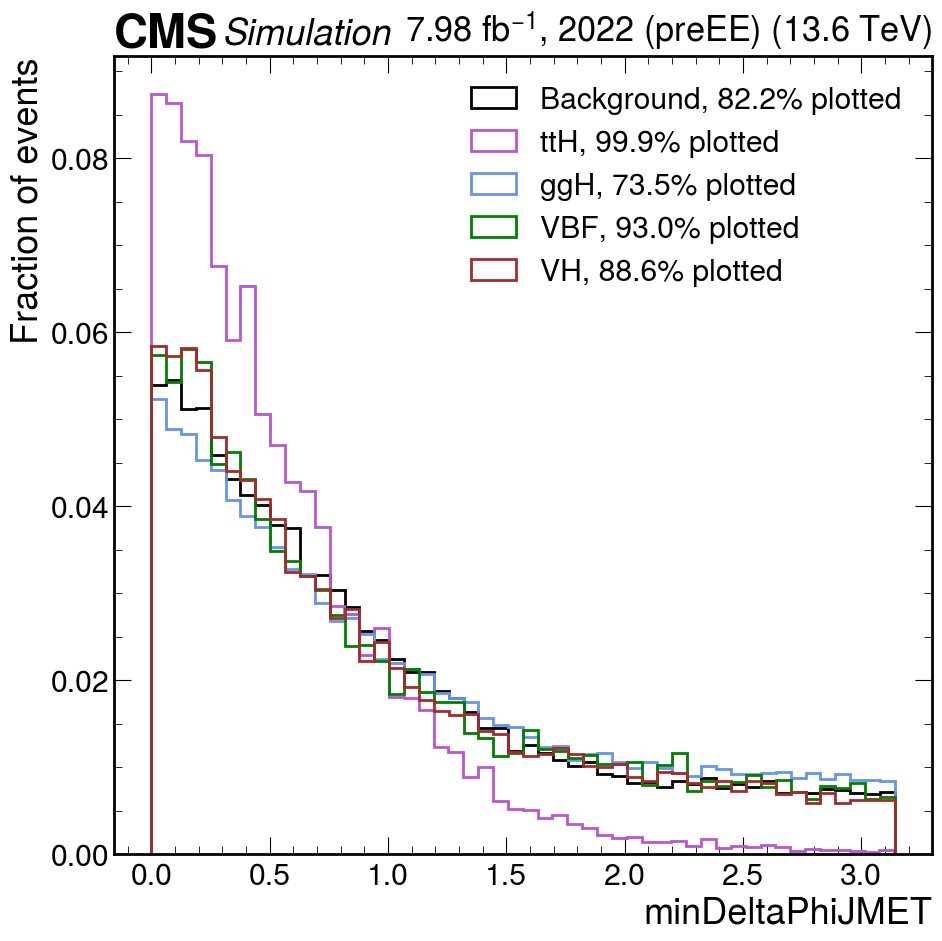 CMS Simulation 7.98 fb⁻¹, 2022 (preEE) (13.6 TeV)
Fraction of events
Background, 82.2% plotted
ttH, 99.9% plotted
ggH, 73.5% plotted
VBF, 93.0% plotted
VH, 88.6% plotted
0.08
0.06
0.04
0.02
0.00
0.0 0.5 1.0 1.5 2.0 2.5 3.0
minDeltaPhiJMET